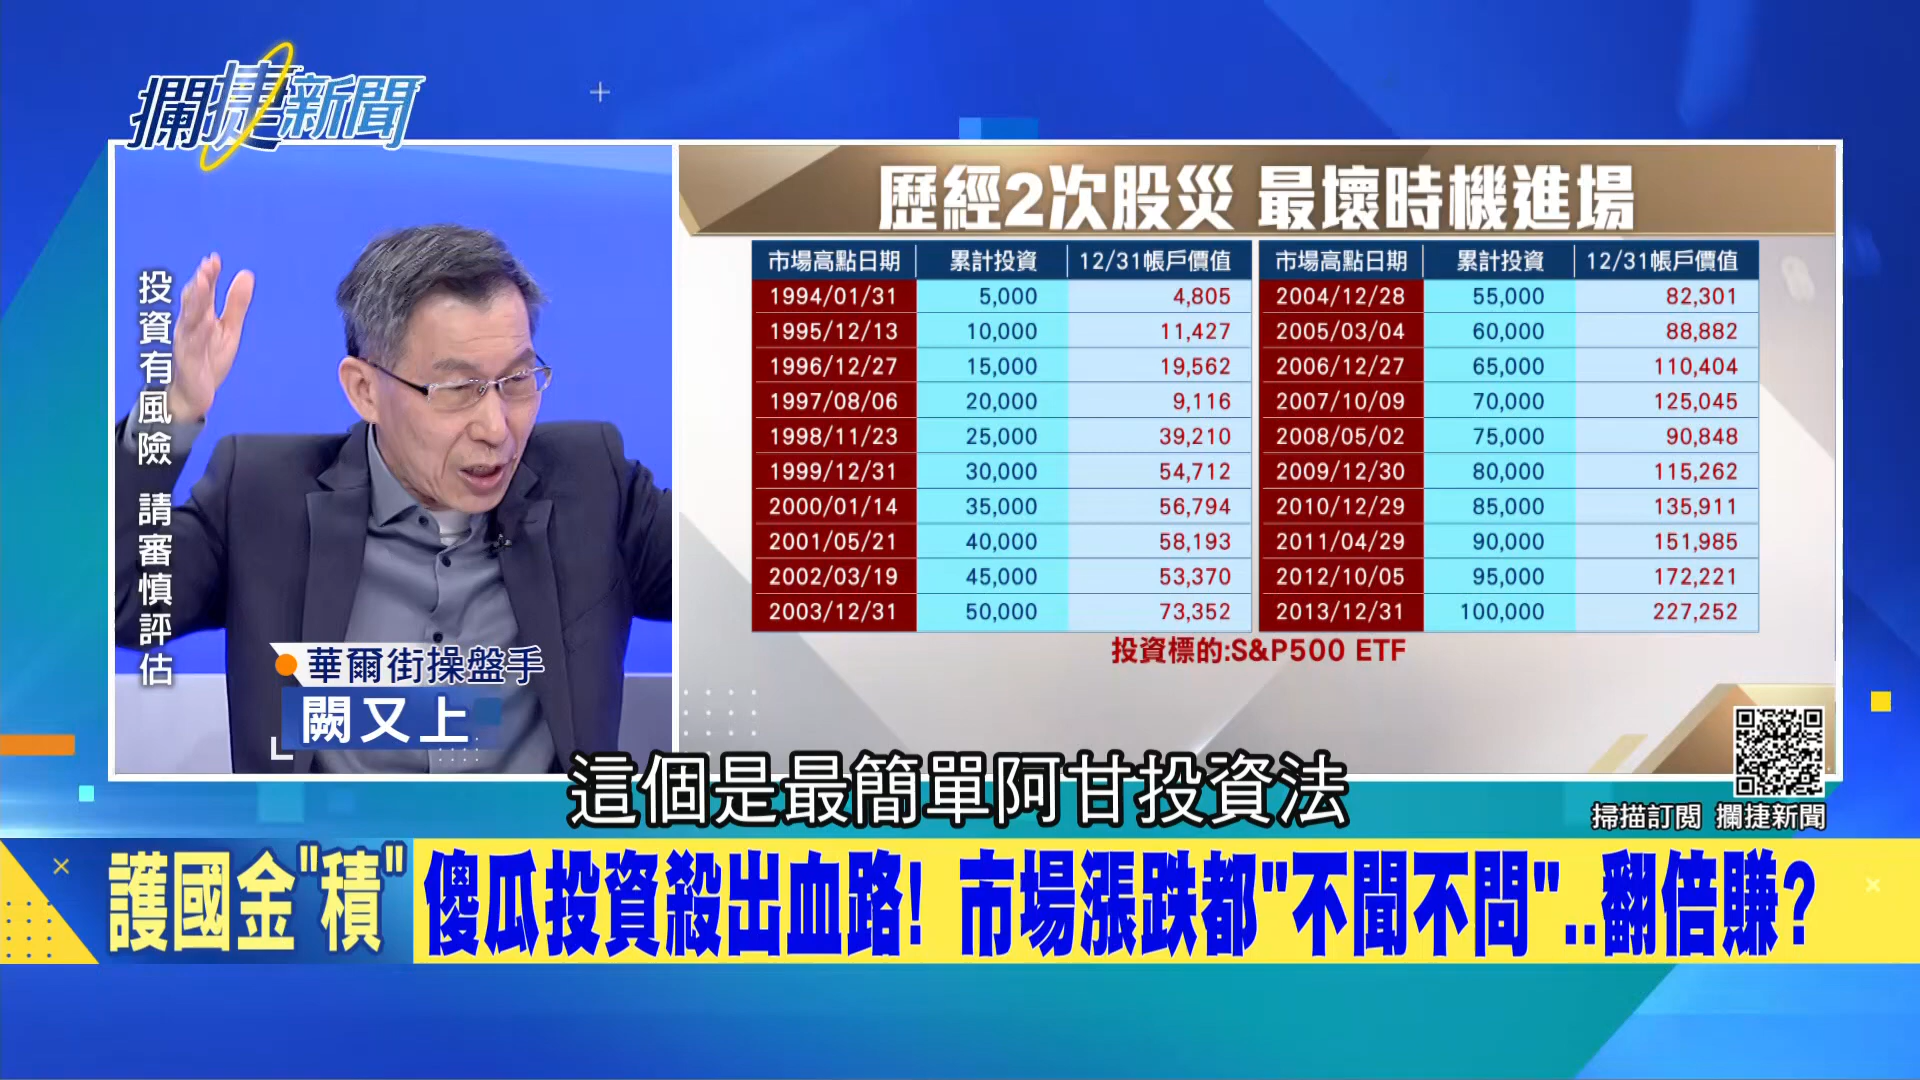 攔捷新聞
投資有風險 請審慎評估
華爾街操盤手
闕又上
歷經2次股災 最壞時機進場
市場高點日期 累計投資 12/31帳戶價值 市場高點日期 累計投資 12/31帳戶價值
1994/01/31 5,000 4,805 2004/12/28 55,000 82,301
1995/12/13 10,000 11,427 2005/03/04 60,000 88,882
1996/12/27 15,000 19,562 2006/12/27 65,000 110,404
1997/08/06 20,000 9,116 2007/10/09 70,000 125,045
1998/11/23 25,000 39,210 2008/05/02 75,000 90,848
1999/12/31 30,000 54,712 2009/12/30 80,000 115,262
2000/01/14 35,000 56,794 2010/12/29 85,000 135,911
2001/05/21 40,000 58,193 2011/04/29 90,000 151,985
2002/03/19 45,000 53,370 2012/10/05 95,000 172,221
2003/12/31 50,000 73,352 2013/12/31 100,000 227,252
投資標的:S&P500 ETF
這個是最簡單阿甘投資法
掃描訂閱 攔捷新聞
護國金"積" 傻瓜投資殺出血路! 市場漲跌都"不聞不問"..翻倍賺?